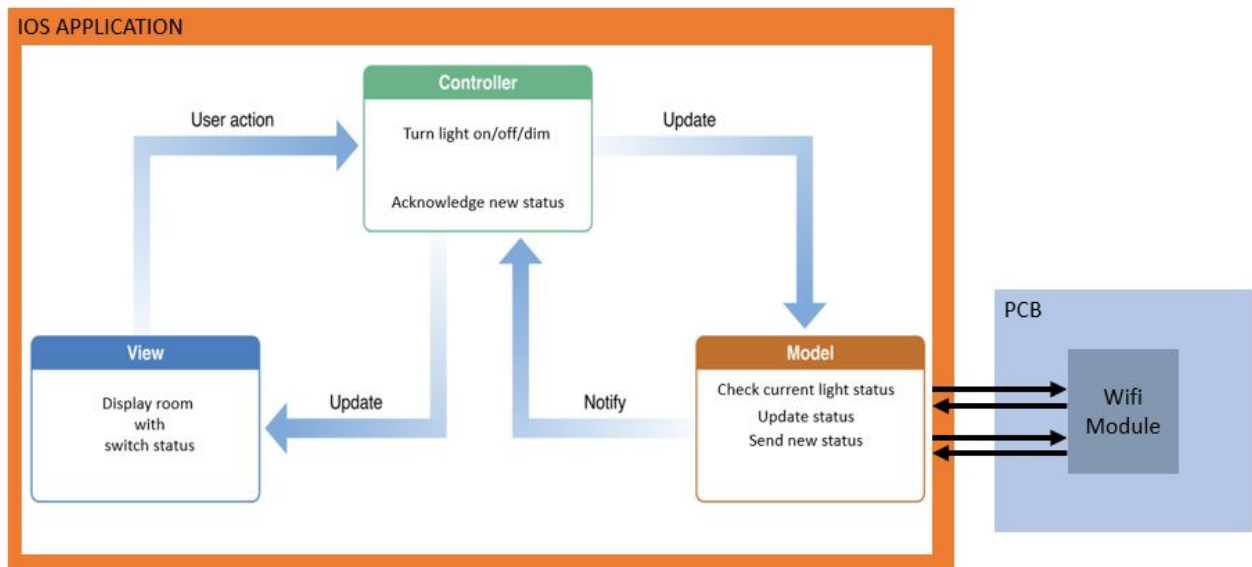 IOS APPLICATION
Controller
User action
Turn light on/off/dim
Update
Acknowledge new status
PCB
View
Model
Display room
with
switch status
Update
Notify
Check current light status
Update status
Send new status
Wifi
Module